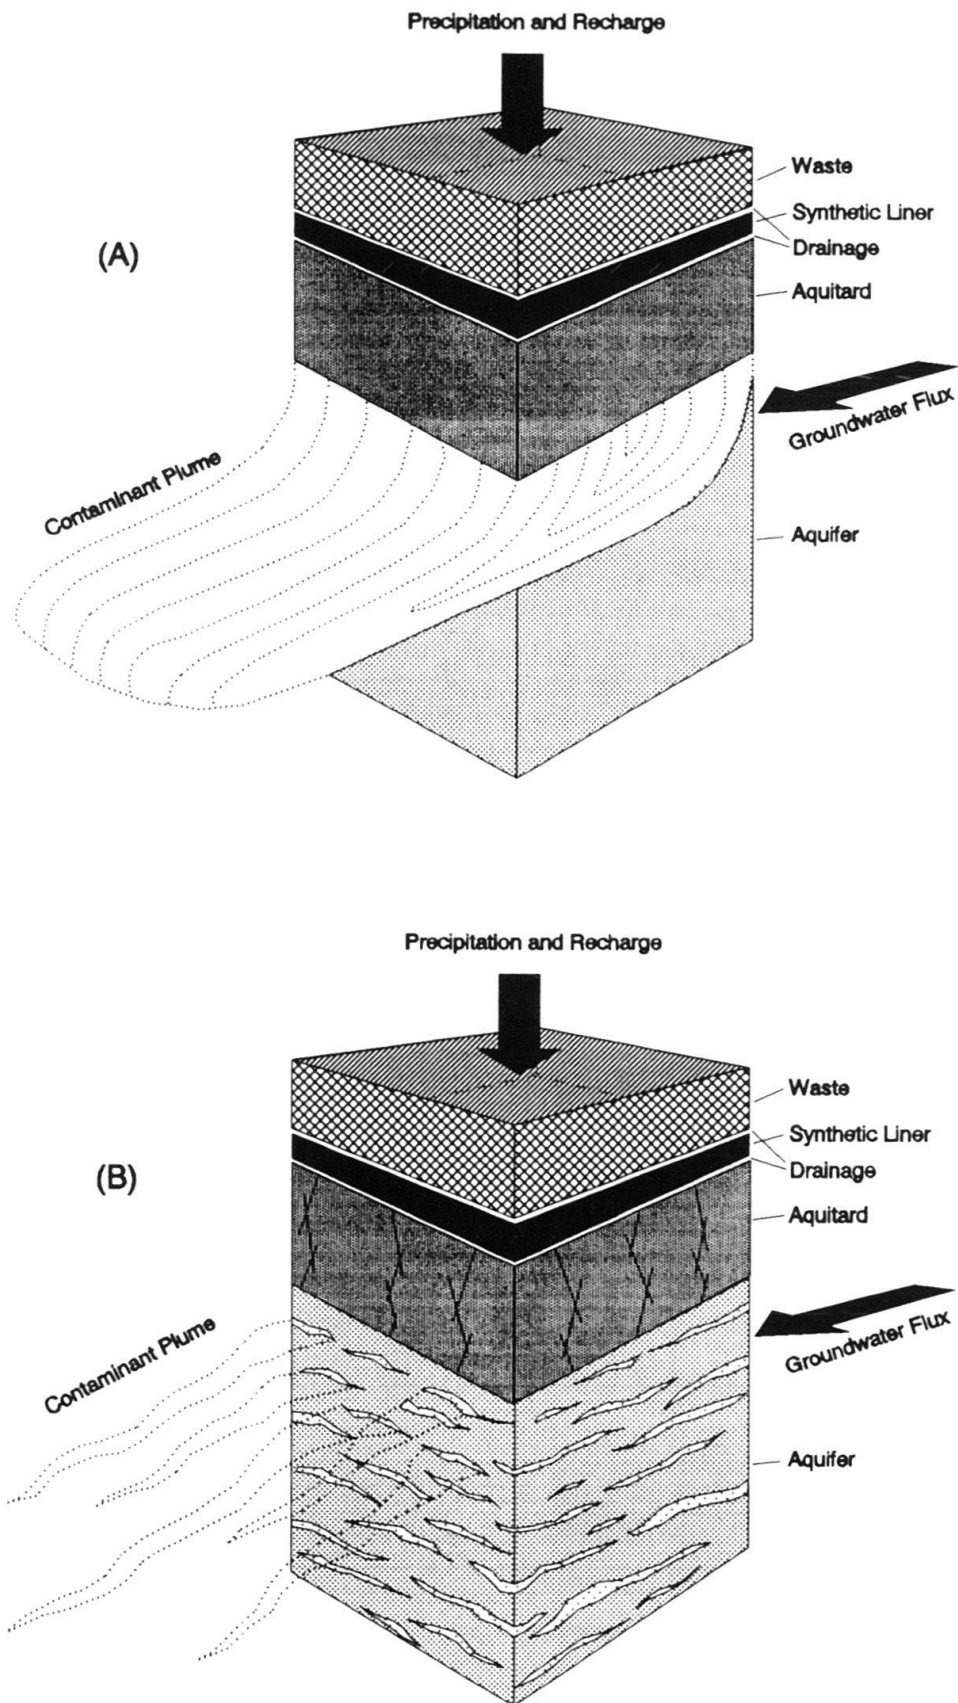 Precipitation and Recharge
Waste
Synthetic Liner
(A)
Drainage
Aquitard
Groundwater Flux
Contaminant Plume
Aquifer
Precipitation and Recharge
Waste
Synthetic Liner
(B)
Drainage
Aquitard
Groundwater Flux
Contaminant Plume
Aquifer